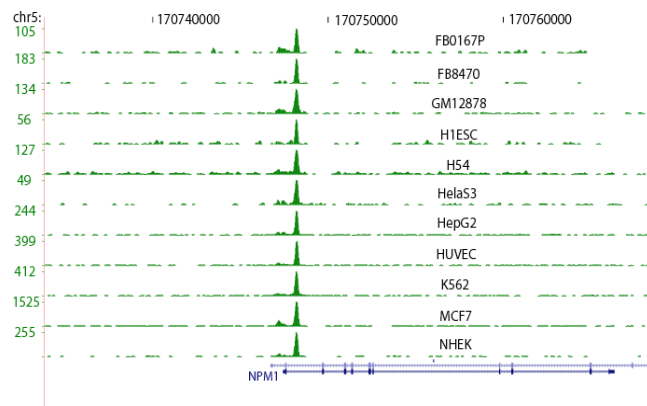 chr5: 170740000 170750000 170760000
105 FB0167P
183 FB8470
134 GM12878
56 H1ESC
127 H54
49 HelaS3
244 HepG2
399 HUVEC
412 K562
1525 MCF7
255 NHEK
NPM1